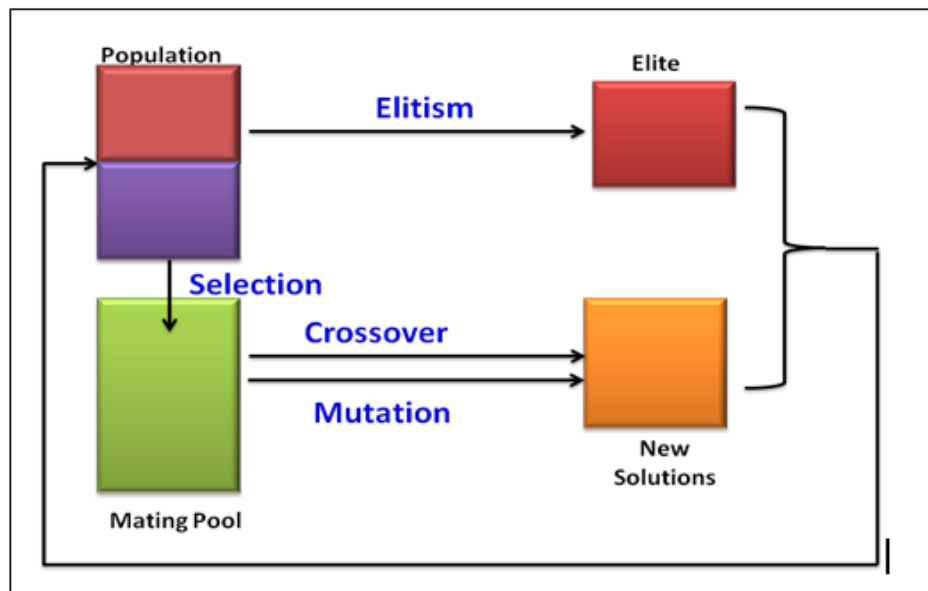 Population
Elite
Elitism
Selection
Crossover
Mutation
New
Solutions
Mating Pool